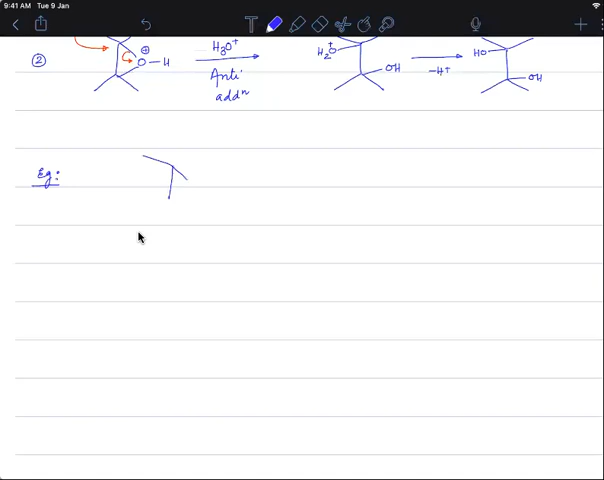 9:41 AM Tue 9 Jan
② ⊕ O—H H₃O⁺ H₂O⁺ OH −H⁺ HO OH
Anti
addⁿ
Eg: